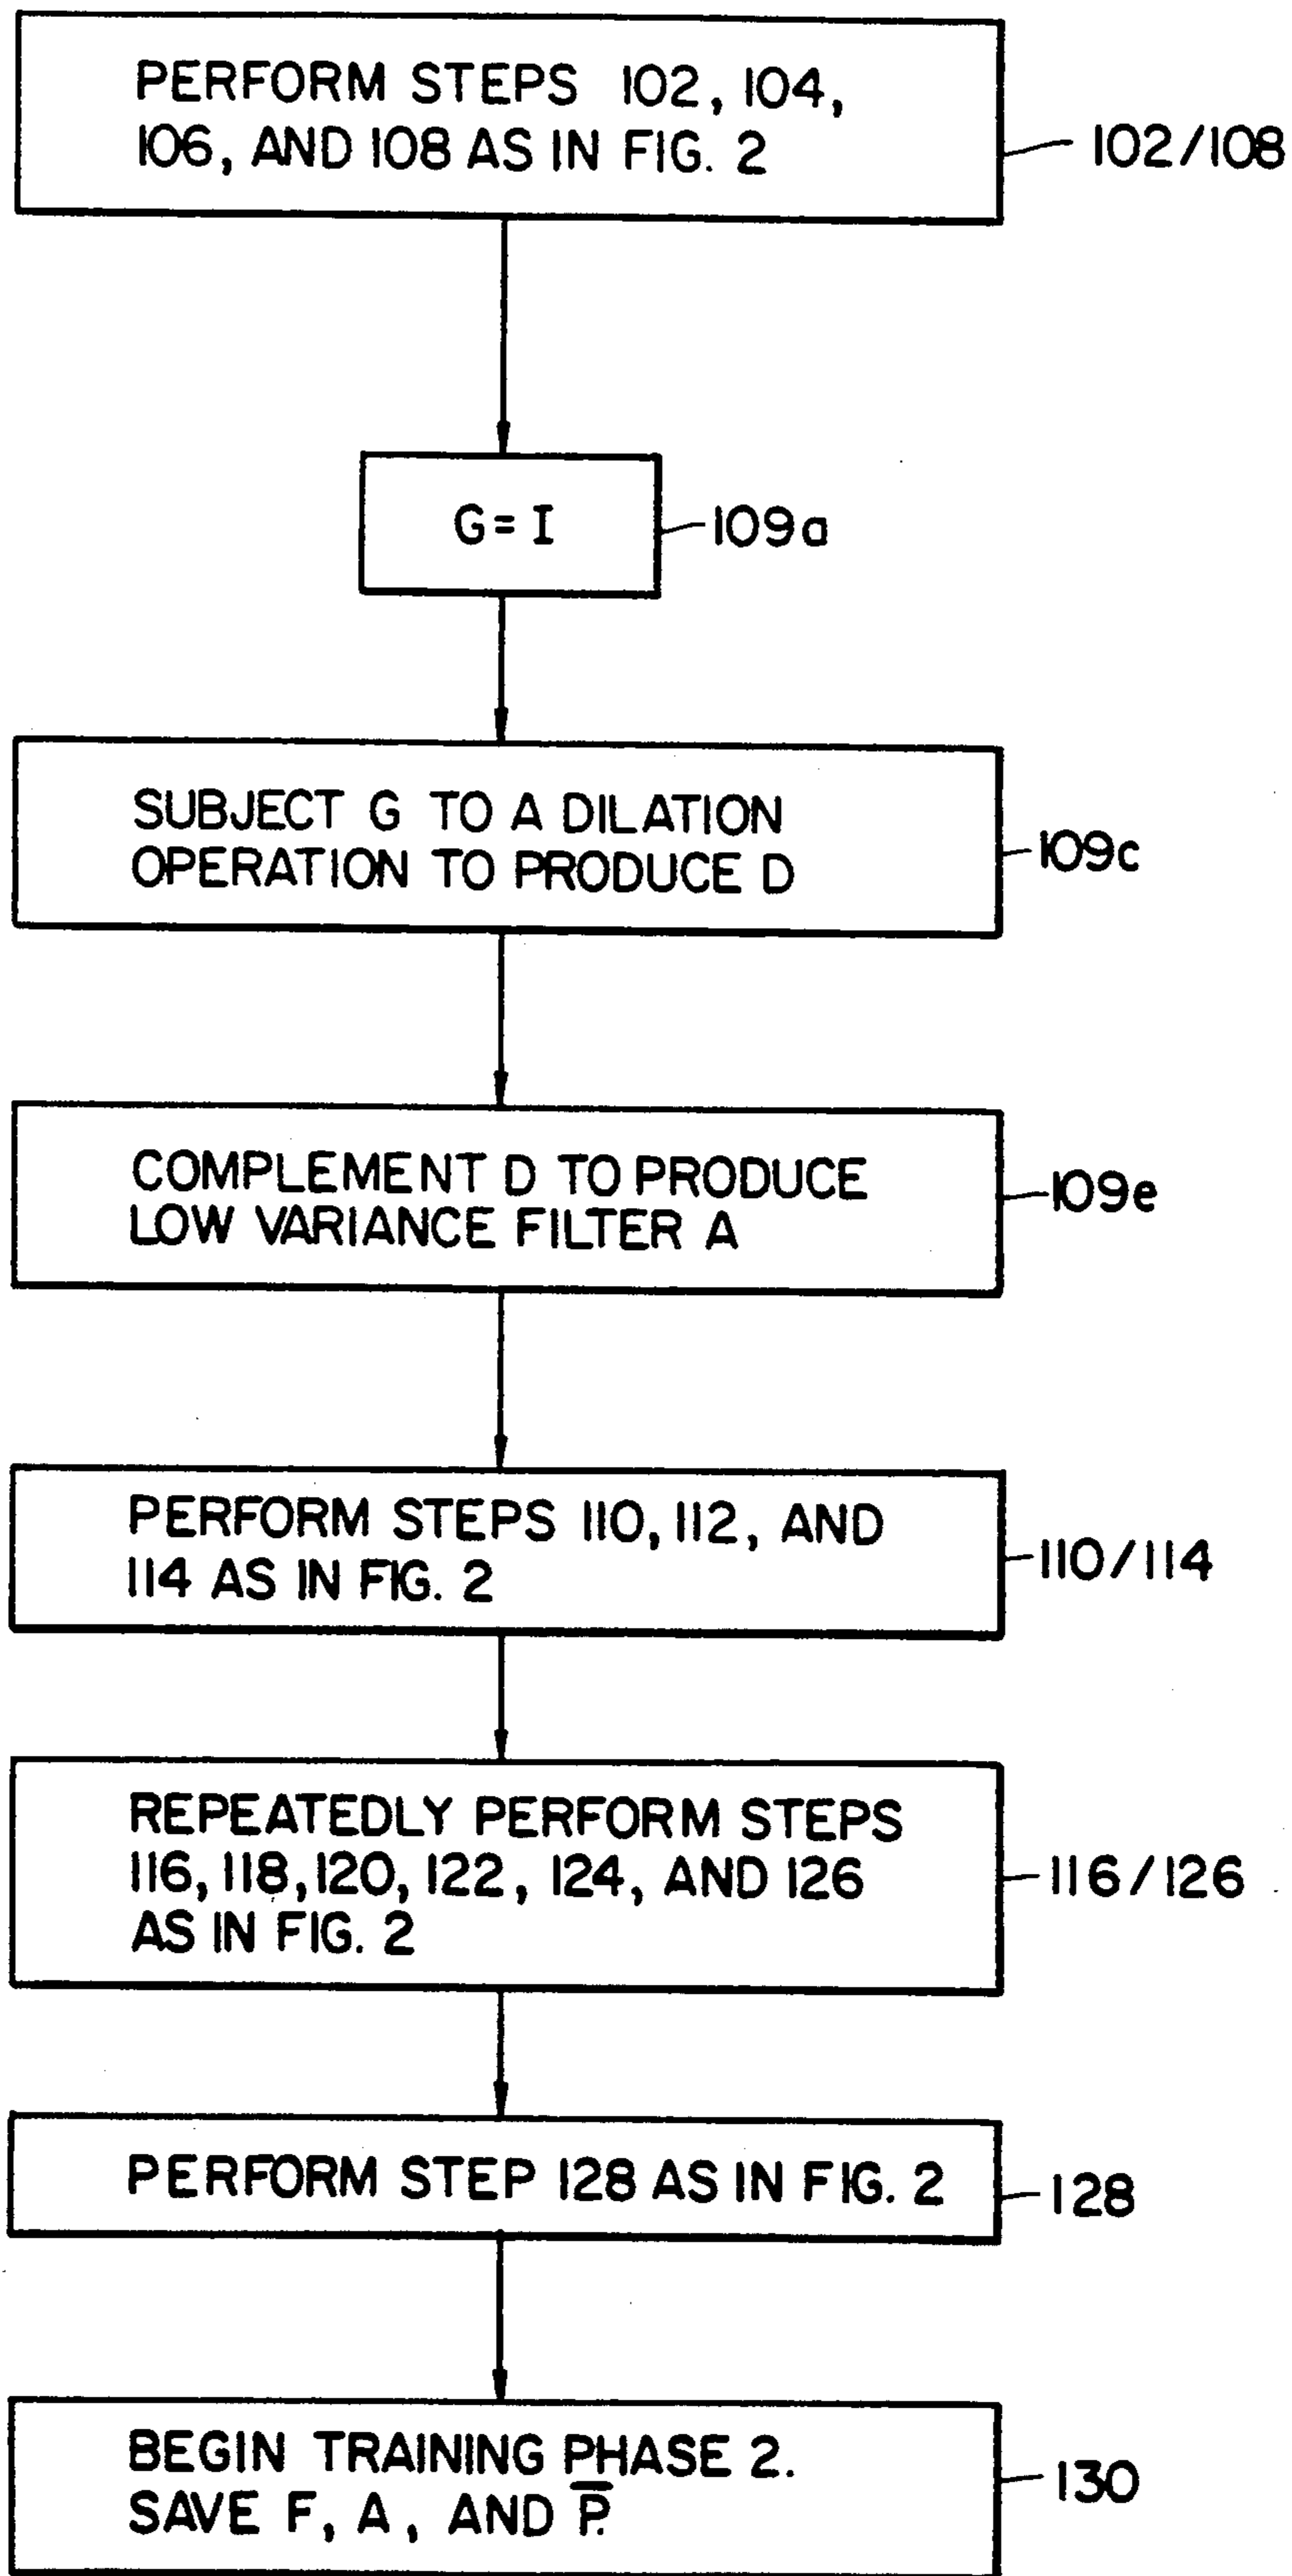 PERFORM STEPS 102, 104,
106, AND 108 AS IN FIG. 2
102/108
G = I
109a
SUBJECT G TO A DILATION
OPERATION TO PRODUCE D
109c
COMPLEMENT D TO PRODUCE
LOW VARIANCE FILTER A
109e
PERFORM STEPS 110, 112, AND
114 AS IN FIG. 2
110/114
REPEATEDLY PERFORM STEPS
116, 118, 120, 122, 124, AND 126
AS IN FIG. 2
116/126
PERFORM STEP 128 AS IN FIG. 2
128
BEGIN TRAINING PHASE 2.
SAVE F, A, AND P̅.
130